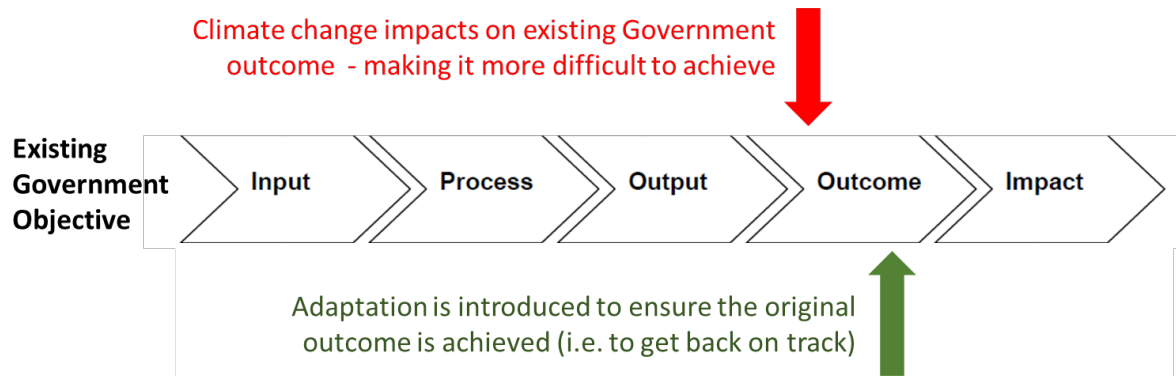 Climate change impacts on existing Government
outcome - making it more difficult to achieve
Existing
Government
Objective
Input
Process
Output
Outcome
Impact
Adaptation is introduced to ensure the original
outcome is achieved (i.e. to get back on track)